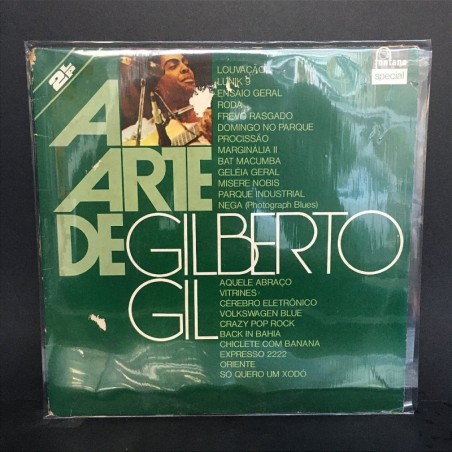 2LP
fontana
special
LOUVAÇÃO
LUNIK 9
ENSAIO GERAL
RODA
FREVO RASGADO
DOMINGO NO PARQUE
PROCISSÃO
MARGINÁLIA II
BAT MACUMBA
GELÉIA GERAL
MISERE NOBIS
PARQUE INDUSTRIAL
NEGA (Photograph Blues)
A ARTE
DE GILBERTO
GIL
AQUELE ABRAÇO
VITRINES
CÉREBRO ELETRÔNICO
VOLKSWAGEN BLUE
CRAZY POP ROCK
BACK IN BAHIA
CHICLETE COM BANANA
EXPRESSO 2222
ORIENTE
SÓ QUERO UM XODÓ